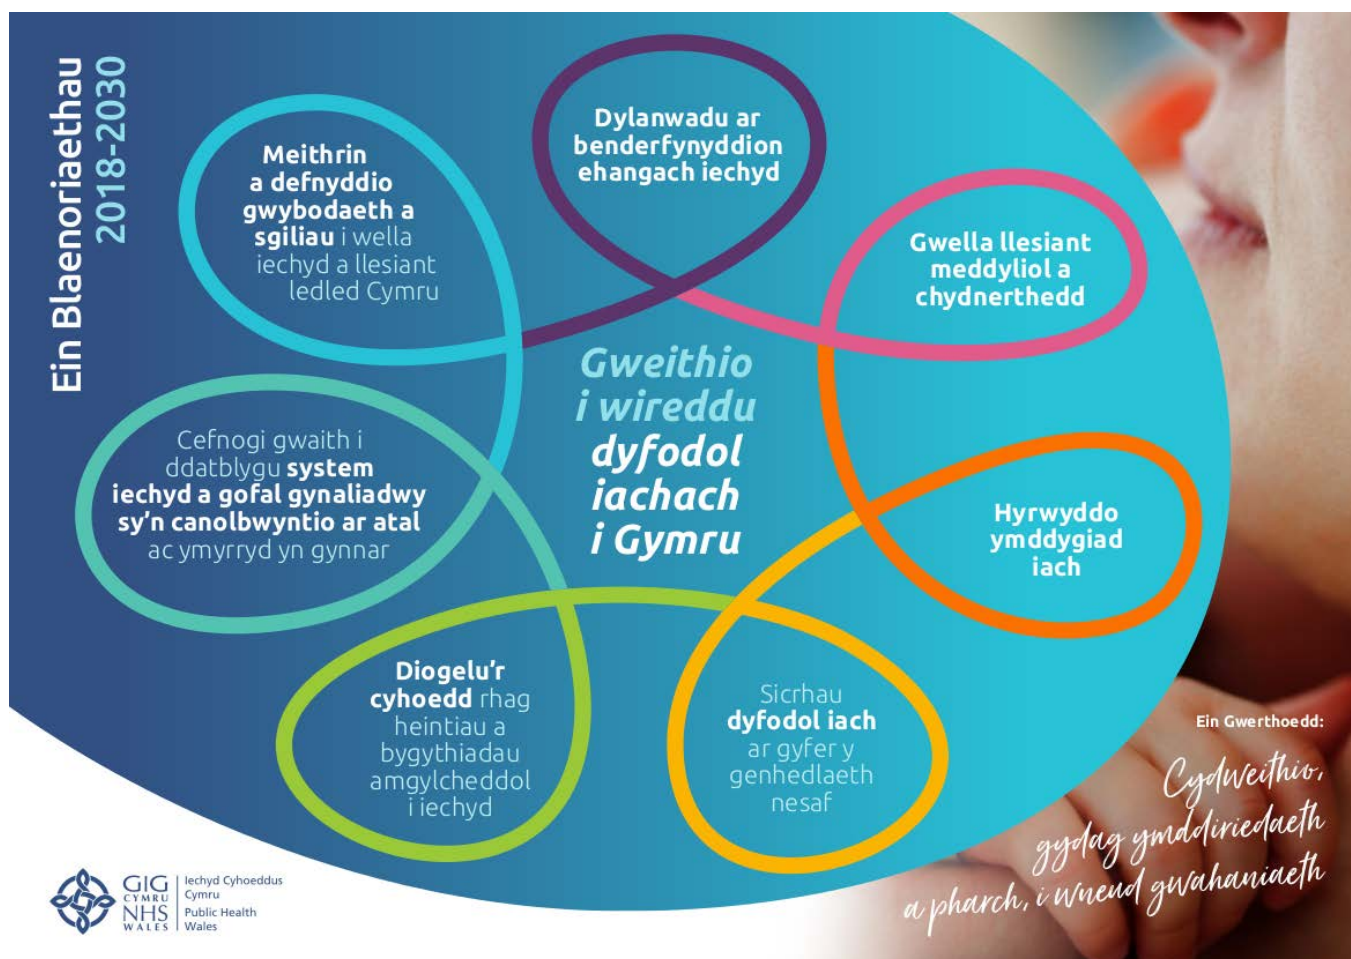 Ein Blaenoriaethau
2018-2030
Dylanwadu ar
benderfynyddion
ehangach iechyd
Gwella llesiant
meddyliol a
chydnerthedd
Hyrwyddo
ymddygiad
iach
Sicrhau
dyfodol iach
ar gyfer y
genhedlaeth
nesaf
Diogelu'r
cyhoedd rhag
heintiau a
bygythiadau
amgylcheddol
i iechyd
Cefnogi gwaith i
ddatblygu system
iechyd a gofal gynaliadwy
sy'n canolbwyntio ar atal
ac ymyrryd yn gynnar
Meithrin
a defnyddio
gwybodaeth a
sgiliau i wella
iechyd a llesiant
ledled Cymru
Gweithio
i wireddu
dyfodol
iachach
i Gymru
Ein Gwerthoedd:
Cydweithio,
gydag ymddiriedaeth
a pharch, i wneud gwahaniaeth
GIG
CYMRU
NHS
WALES
Iechyd Cyhoeddus
Cymru
Public Health
Wales